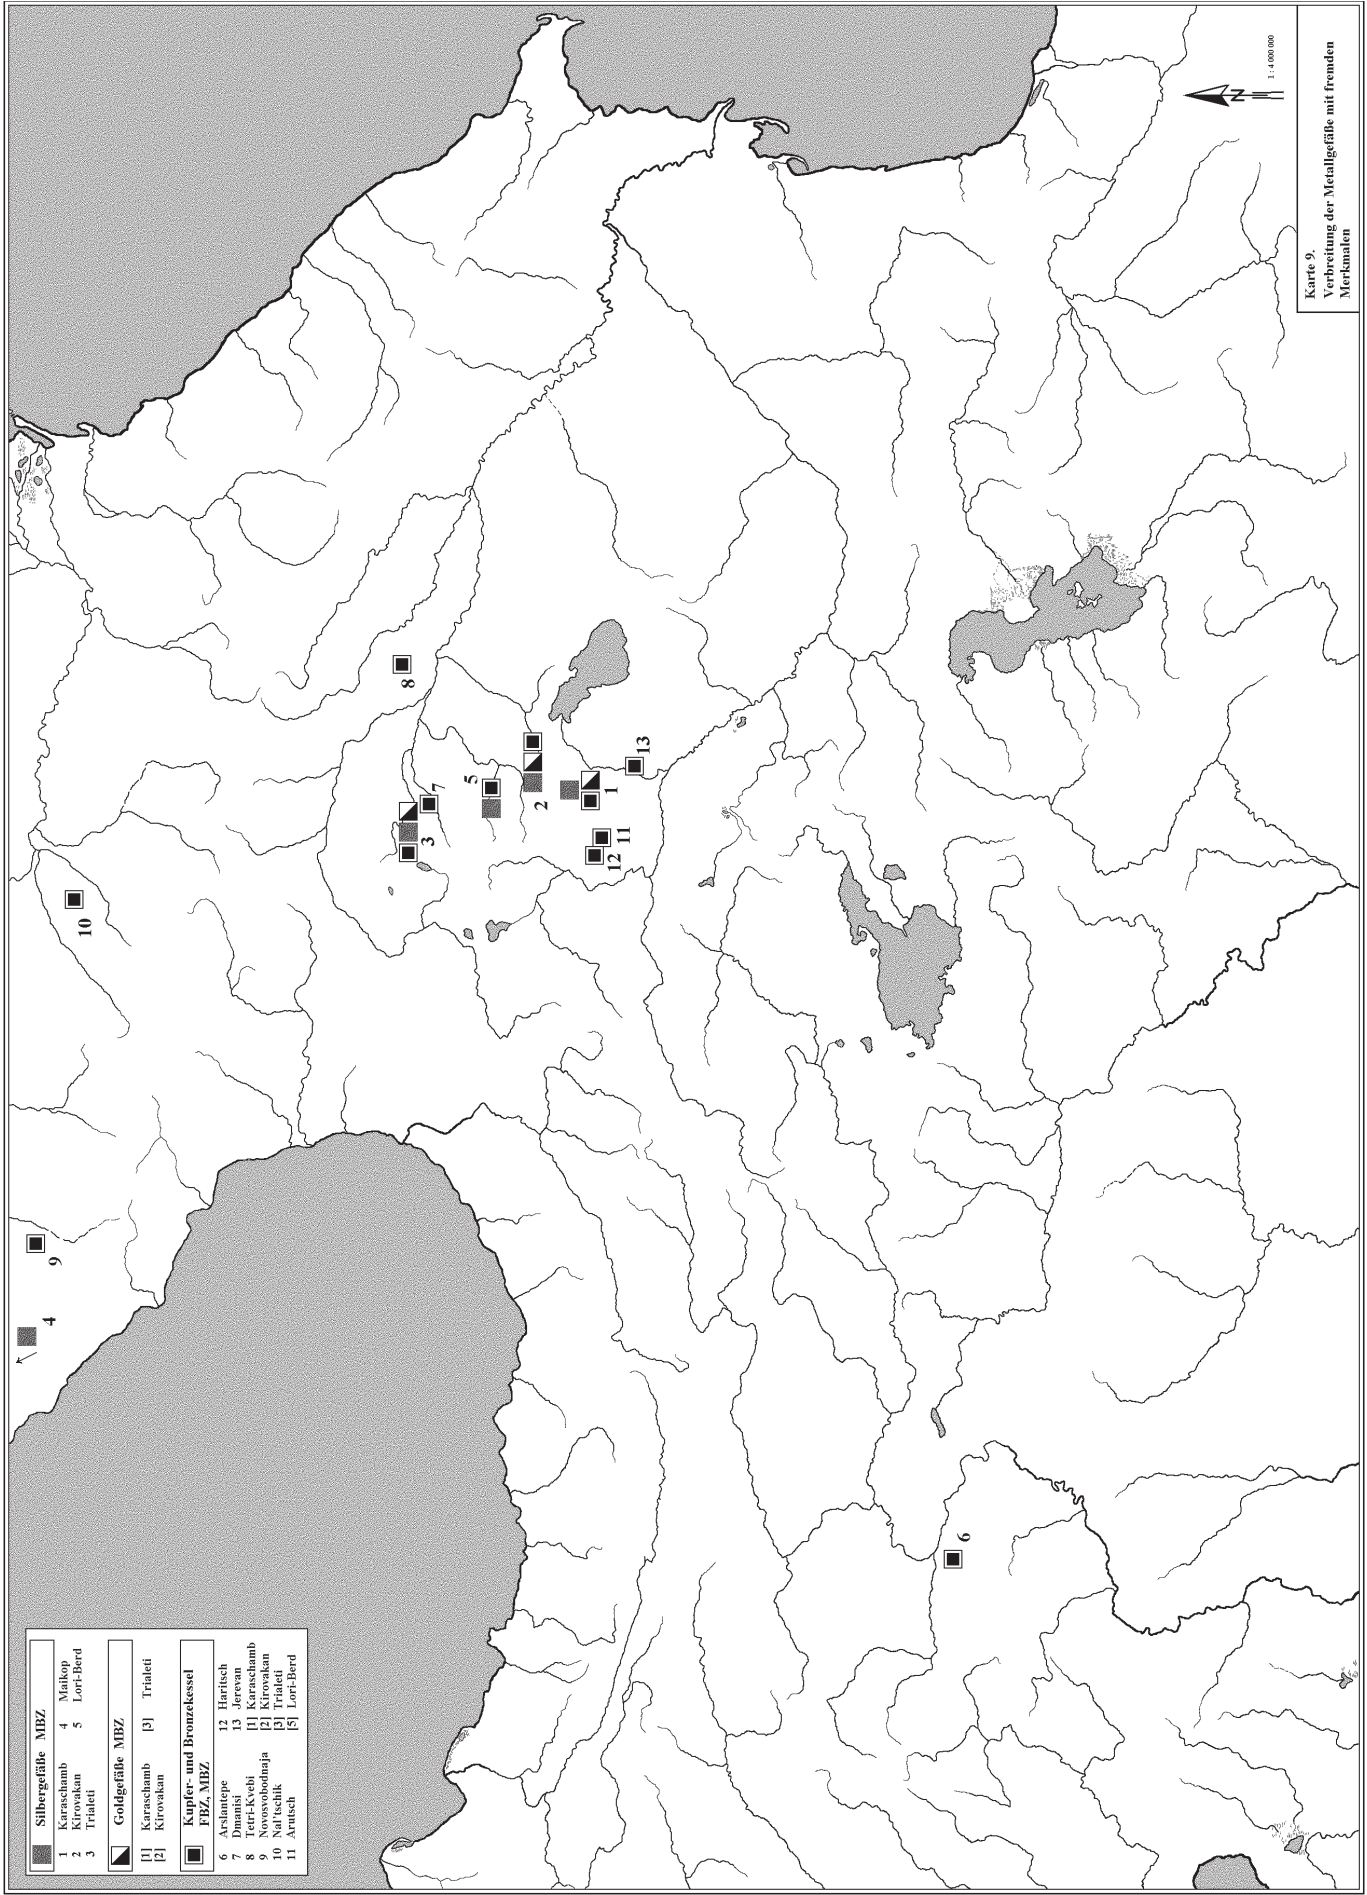 Silbergefäße MBZ
1 Karaschamb
2 Kirovakan
3 Trialeti
4 Maikop
5 Lori-Berd
Goldgefäße MBZ
[1] Karaschamb
[2] Kirovakan
[3] Trialeti
Kupfer- und Bronzekessel
FBZ, MBZ
6 Arslantepe
7 Dmanisi
8 Tetri-Kvebi
9 Novosvobodnaja
10 Nal'tschik
11 Arutsch
12 Haritsch
13 Jerevan
[1] Karaschamb
[2] Kirovakan
[3] Trialeti
[5] Lori-Berd
4
9
10
8
7
3
5
2
1
13
11
12
6
N
1 : 4 000 000
Karte 9.
Verbreitung der Metallgefäße mit fremden
Merkmalen